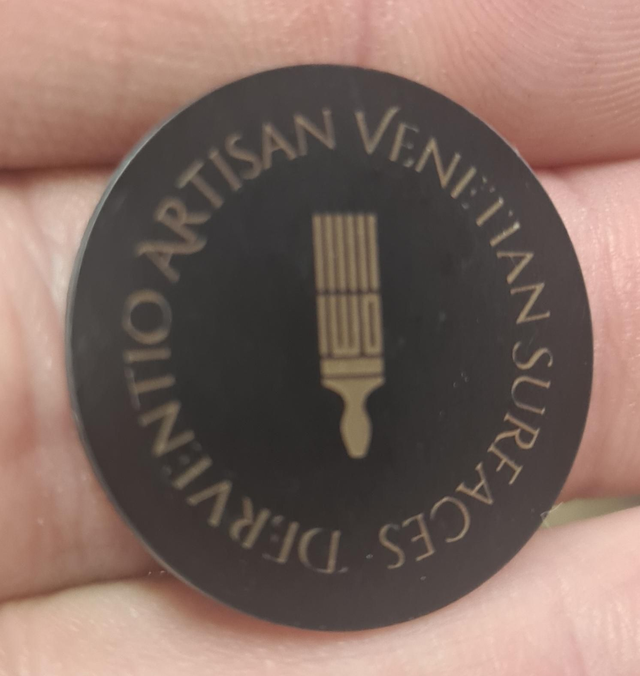 DERVENTIO ARTISAN VENETIAN SURFACES ·